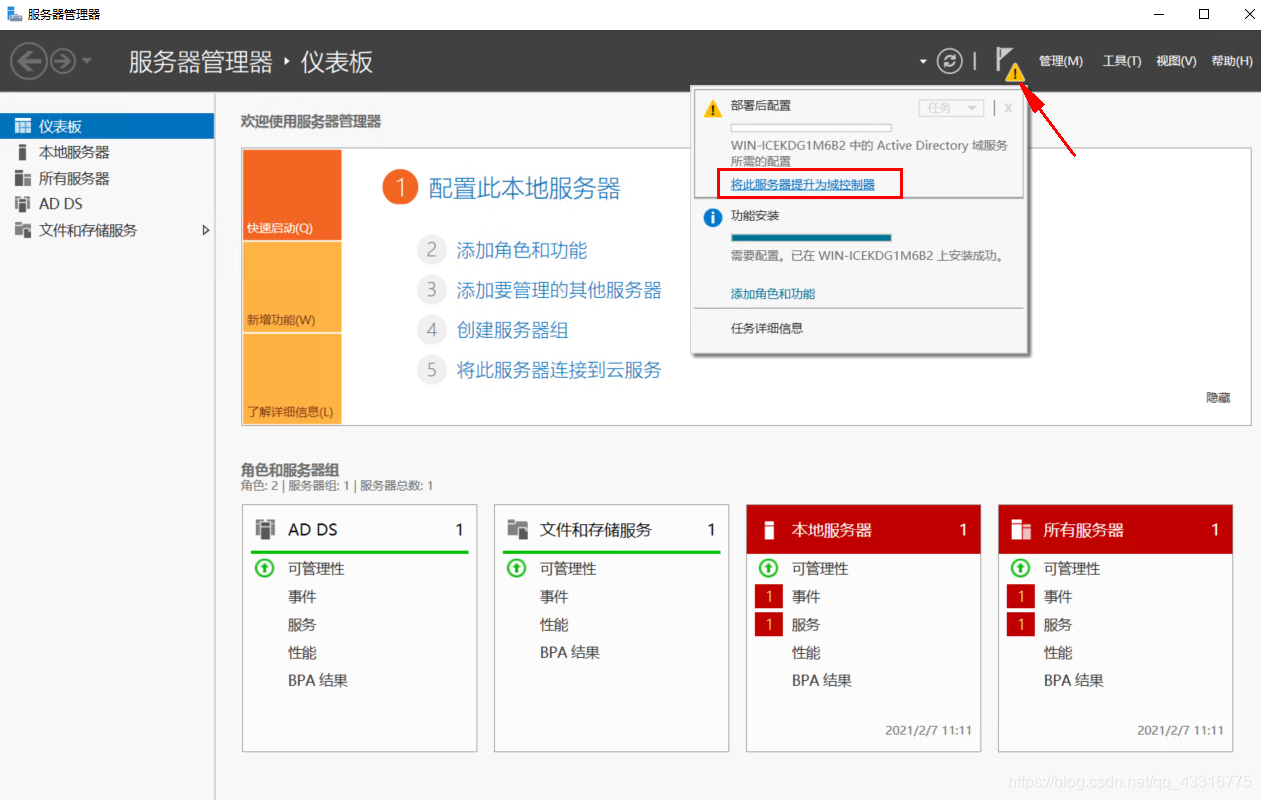 服务器管理器
服务器管理器 · 仪表板
管理(M) 工具(T) 视图(V) 帮助(H)
仪表板
本地服务器
所有服务器
AD DS
文件和存储服务
欢迎使用服务器管理器
快速启动(Q)
新增功能(W)
了解详细信息(L)
1 配置此本地服务器
2 添加角色和功能
3 添加要管理的其他服务器
4 创建服务器组
5 将此服务器连接到云服务
隐藏
部署后配置
任务 X
WIN-ICEKDG1M6B2 中的 Active Directory 域服务
所需的配置
将此服务器提升为域控制器
功能安装
需要配置。已在 WIN-ICEKDG1M6B2 上安装成功。
添加角色和功能
任务详细信息
角色和服务器组
角色: 2 | 服务器组: 1 | 服务器总数: 1
AD DS 1
可管理性
事件
服务
性能
BPA 结果
文件和存储服务 1
可管理性
事件
性能
BPA 结果
本地服务器 1
可管理性
1 事件
1 服务
性能
BPA 结果
2021/2/7 11:11
所有服务器 1
可管理性
1 事件
1 服务
性能
BPA 结果
2021/2/7 11:11
https://blog.csdn.net/qq_43316775